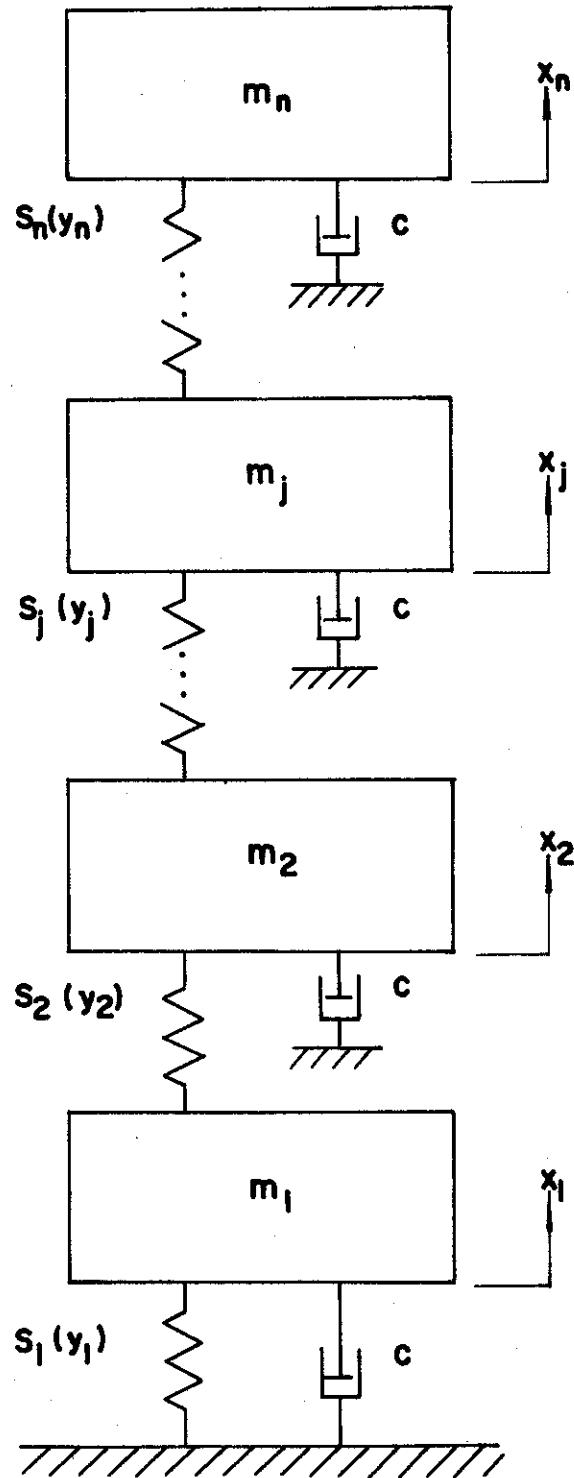 mₙ
xₙ
Sₙ(yₙ)
c
mⱼ
xⱼ
Sⱼ(yⱼ)
c
m₂
x₂
S₂(y₂)
c
m₁
x₁
S₁(y₁)
c